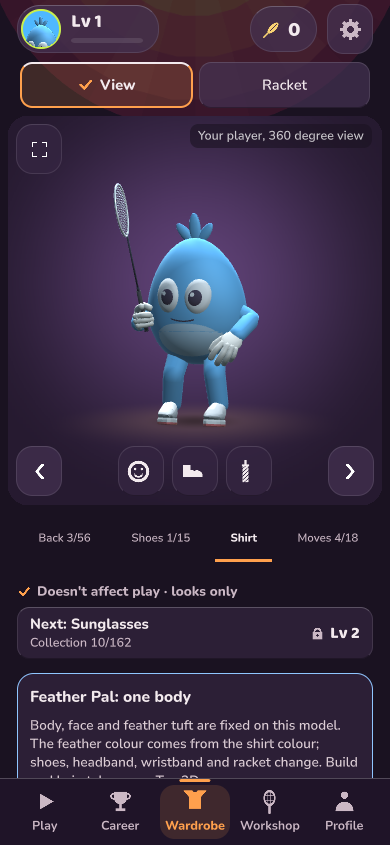 Lv 1
0
View
Racket
Your player, 360 degree view
Back 3/56
Shoes 1/15
Shirt
Moves 4/18
Doesn't affect play · looks only
Next: Sunglasses
Collection 10/162
Lv 2
Feather Pal: one body
Body, face and feather tuft are fixed on this model.
The feather colour comes from the shirt colour;
shoes, headband, wristband and racket change. Build
Play
Career
Wardrobe
Workshop
Profile